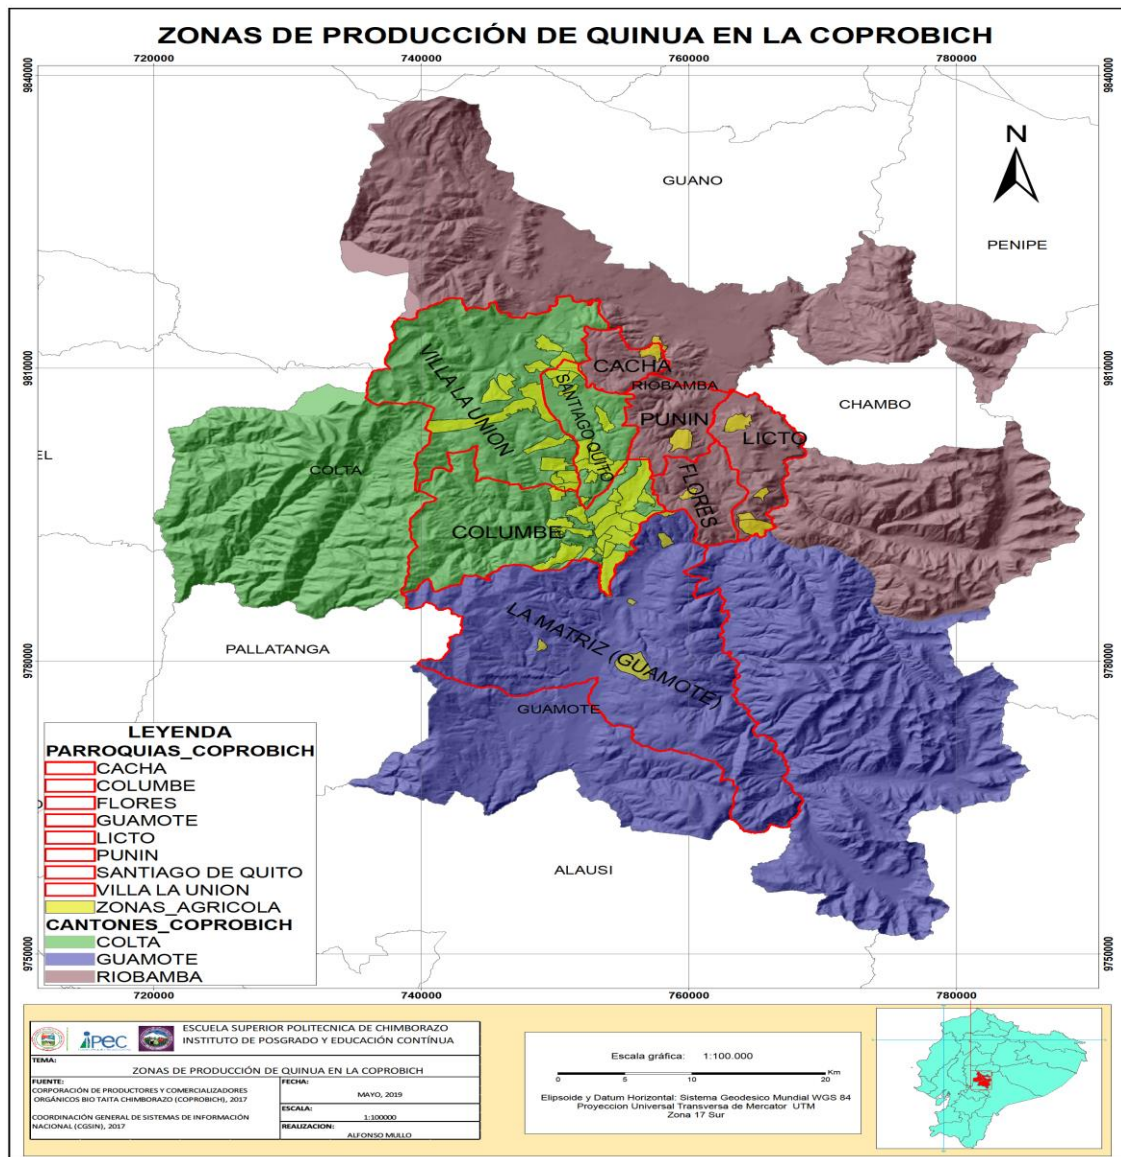 ZONAS DE PRODUCCIÓN DE QUINUA EN LA COPROBICH
720000 740000 760000 780000
9840000 9840000
N
GUANO
PENIPE
9810000 9810000
VILLA LA UNION
CACHA
RIOBAMBA
SANTIAGO QUITO
PUNIN
CHAMBO
LICTO
EL
COLTA
FLORES
COLUMBE
LA MATRIZ (GUAMOTE)
PALLATANGA
9780000 9780000
GUAMOTE
ALAUSI
LEYENDA
PARROQUIAS_COPROBICH
CACHA
COLUMBE
FLORES
GUAMOTE
LICTO
PUNIN
SANTIAGO DE QUITO
VILLA LA UNION
ZONAS_AGRICOLA
CANTONES_COPROBICH
COLTA
GUAMOTE
RIOBAMBA
9750000 9750000
720000 740000 760000 780000
iPEC
ESCUELA SUPERIOR POLITECNICA DE CHIMBORAZO
INSTITUTO DE POSGRADO Y EDUCACIÓN CONTÍNUA
TEMA:
ZONAS DE PRODUCCIÓN DE QUINUA EN LA COPROBICH
FUENTE:
CORPORACIÓN DE PRODUCTORES Y COMERCIALIZADORES
ORGÁNICOS BIO TAITA CHIMBORAZO (COPROBICH), 2017
COORDINACIÓN GENERAL DE SISTEMAS DE INFORMACIÓN
NACIONAL (CGSIN), 2017
FECHA:
MAYO, 2019
ESCALA:
1:100000
REALIZACION:
ALFONSO MULLO
Escala gráfica: 1:100.000
0 5 10 20 Km
Elipsoide y Datum Horizontal: Sistema Geodesico Mundial WGS 84
Proyeccion Universal Transversa de Mercator UTM
Zona 17 Sur